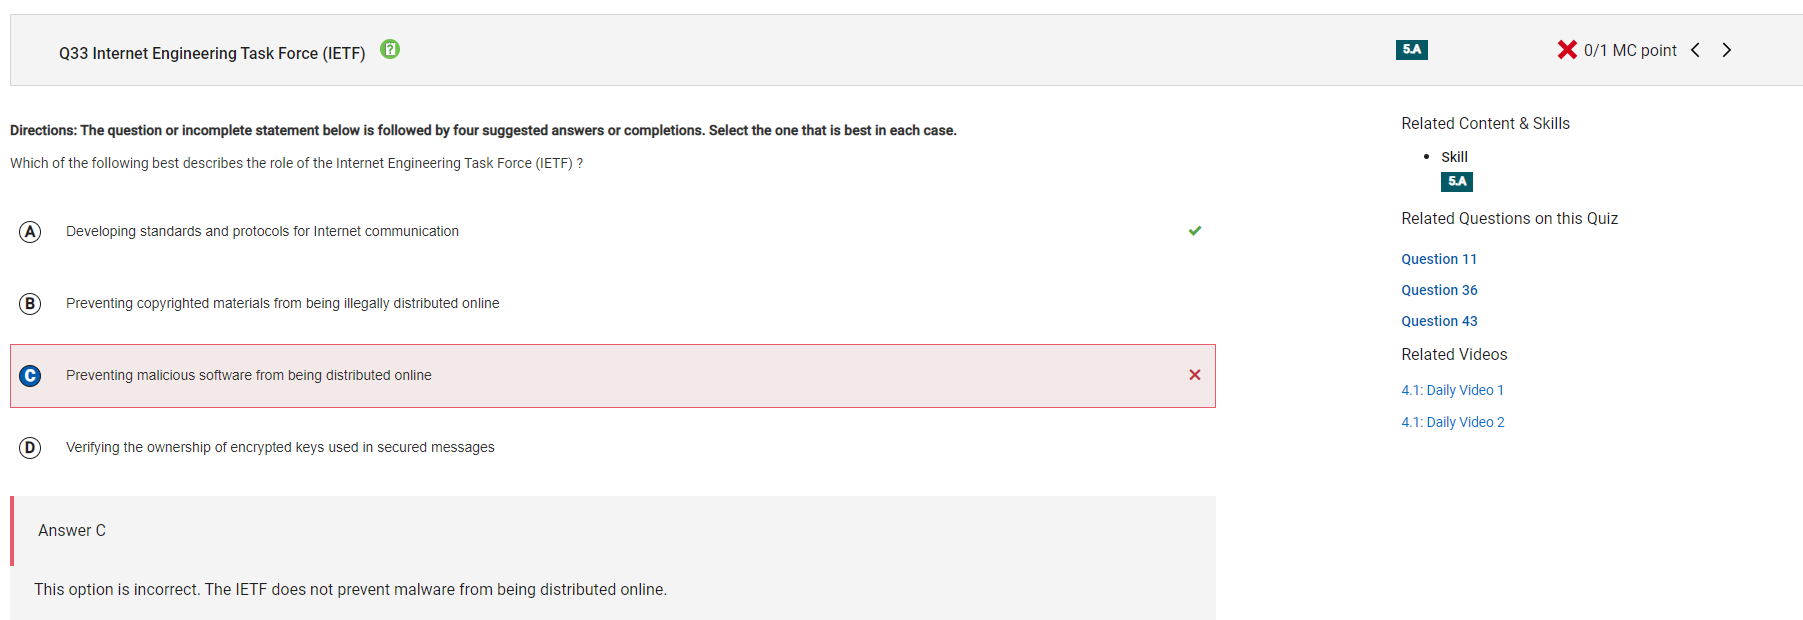 Q33 Internet Engineering Task Force (IETF) ?
5.A
0/1 MC point
Directions: The question or incomplete statement below is followed by four suggested answers or completions. Select the one that is best in each case.
Which of the following best describes the role of the Internet Engineering Task Force (IETF) ?
A Developing standards and protocols for Internet communication
B Preventing copyrighted materials from being illegally distributed online
C Preventing malicious software from being distributed online
D Verifying the ownership of encrypted keys used in secured messages
Answer C
This option is incorrect. The IETF does not prevent malware from being distributed online.
Related Content & Skills
Skill
5.A
Related Questions on this Quiz
Question 11
Question 36
Question 43
Related Videos
4.1: Daily Video 1
4.1: Daily Video 2